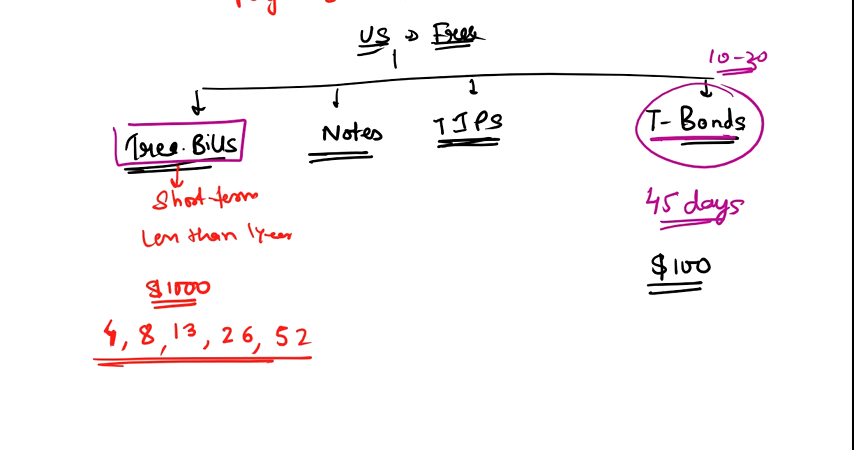 US → Free
10-30
Trea. Bills
Notes
TIPS
T-Bonds
Short-term
Less than 1year
45 days
$1000
$100
4, 8, 13, 26, 52